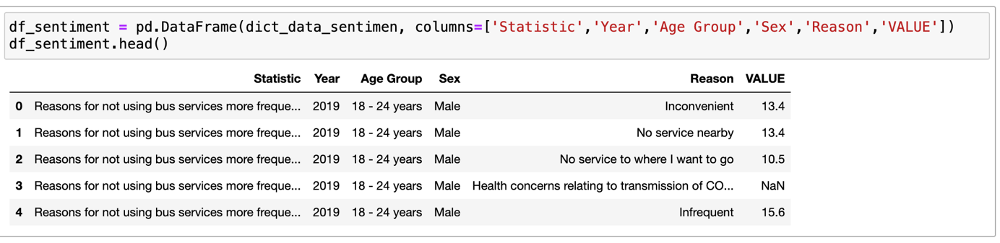 df_sentiment = pd.DataFrame(dict_data_sentimen, columns=['Statistic','Year','Age Group','Sex','Reason','VALUE'])
df_sentiment.head()
Statistic Year Age Group Sex Reason VALUE
0 Reasons for not using bus services more freque... 2019 18 - 24 years Male Inconvenient 13.4
1 Reasons for not using bus services more freque... 2019 18 - 24 years Male No service nearby 13.4
2 Reasons for not using bus services more freque... 2019 18 - 24 years Male No service to where I want to go 10.5
3 Reasons for not using bus services more freque... 2019 18 - 24 years Male Health concerns relating to transmission of CO... NaN
4 Reasons for not using bus services more freque... 2019 18 - 24 years Male Infrequent 15.6